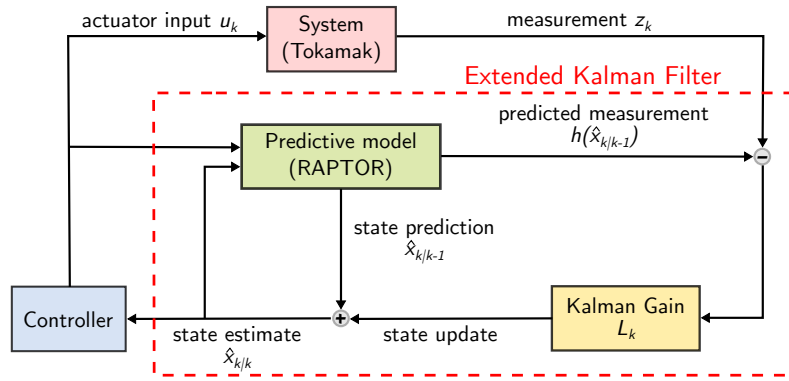 actuator input u_k
System
(Tokamak)
measurement z_k
Extended Kalman Filter
Predictive model
(RAPTOR)
predicted measurement
h(x̂_{k|k-1})
−
state prediction
x̂_{k|k-1}
Controller
state estimate
x̂_{k|k}
+
state update
Kalman Gain
L_k